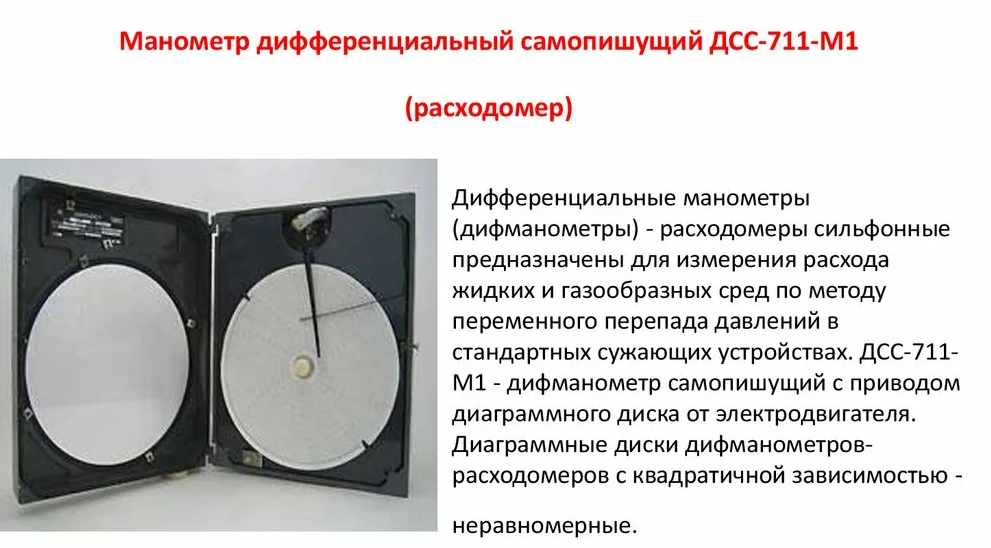 Манометр дифференциальный самопишущий ДСС-711-М1
(расходомер)
Дифференциальные манометры
(дифманометры) - расходомеры сильфонные
предназначены для измерения расхода
жидких и газообразных сред по методу
переменного перепада давлений в
стандартных сужающих устройствах. ДСС-711-
М1 - дифманометр самопишущий с приводом
диаграммного диска от электродвигателя.
Диаграммные диски дифманометров-
расходомеров с квадратичной зависимостью -
неравномерные.